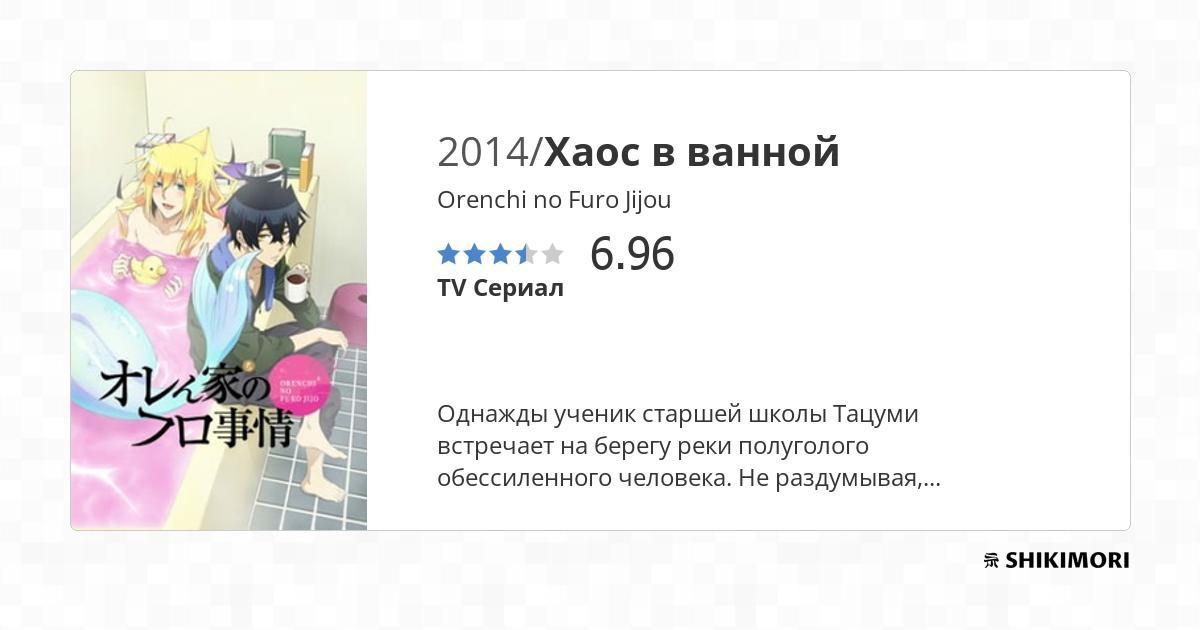 2014/Хаос в ванной
Orenchi no Furo Jijou
6.96
TV Сериал
Однажды ученик старшей школы Тацуми
встречает на берегу реки полуголого
обессиленного человека. Не раздумывая,...
オレん家の
フロ事情
ORENCHI
NO
FURO JIJO
SHIKIMORI